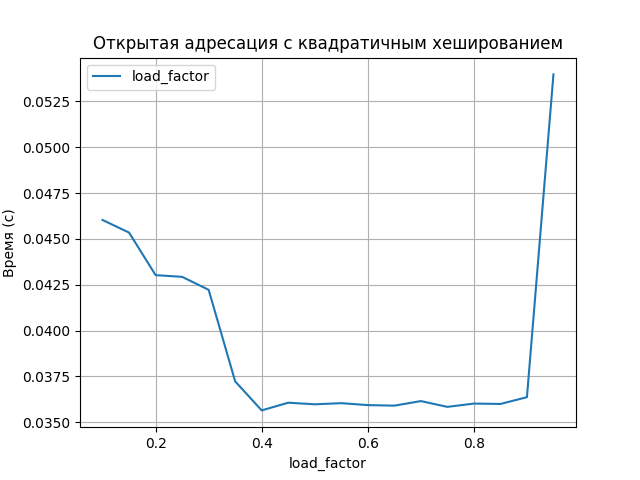 Открытая адресация с квадратичным хешированием
load_factor
0.0525
0.0500
0.0475
0.0450
0.0425
0.0400
0.0375
0.0350
Время (с)
0.2 0.4 0.6 0.8
load_factor